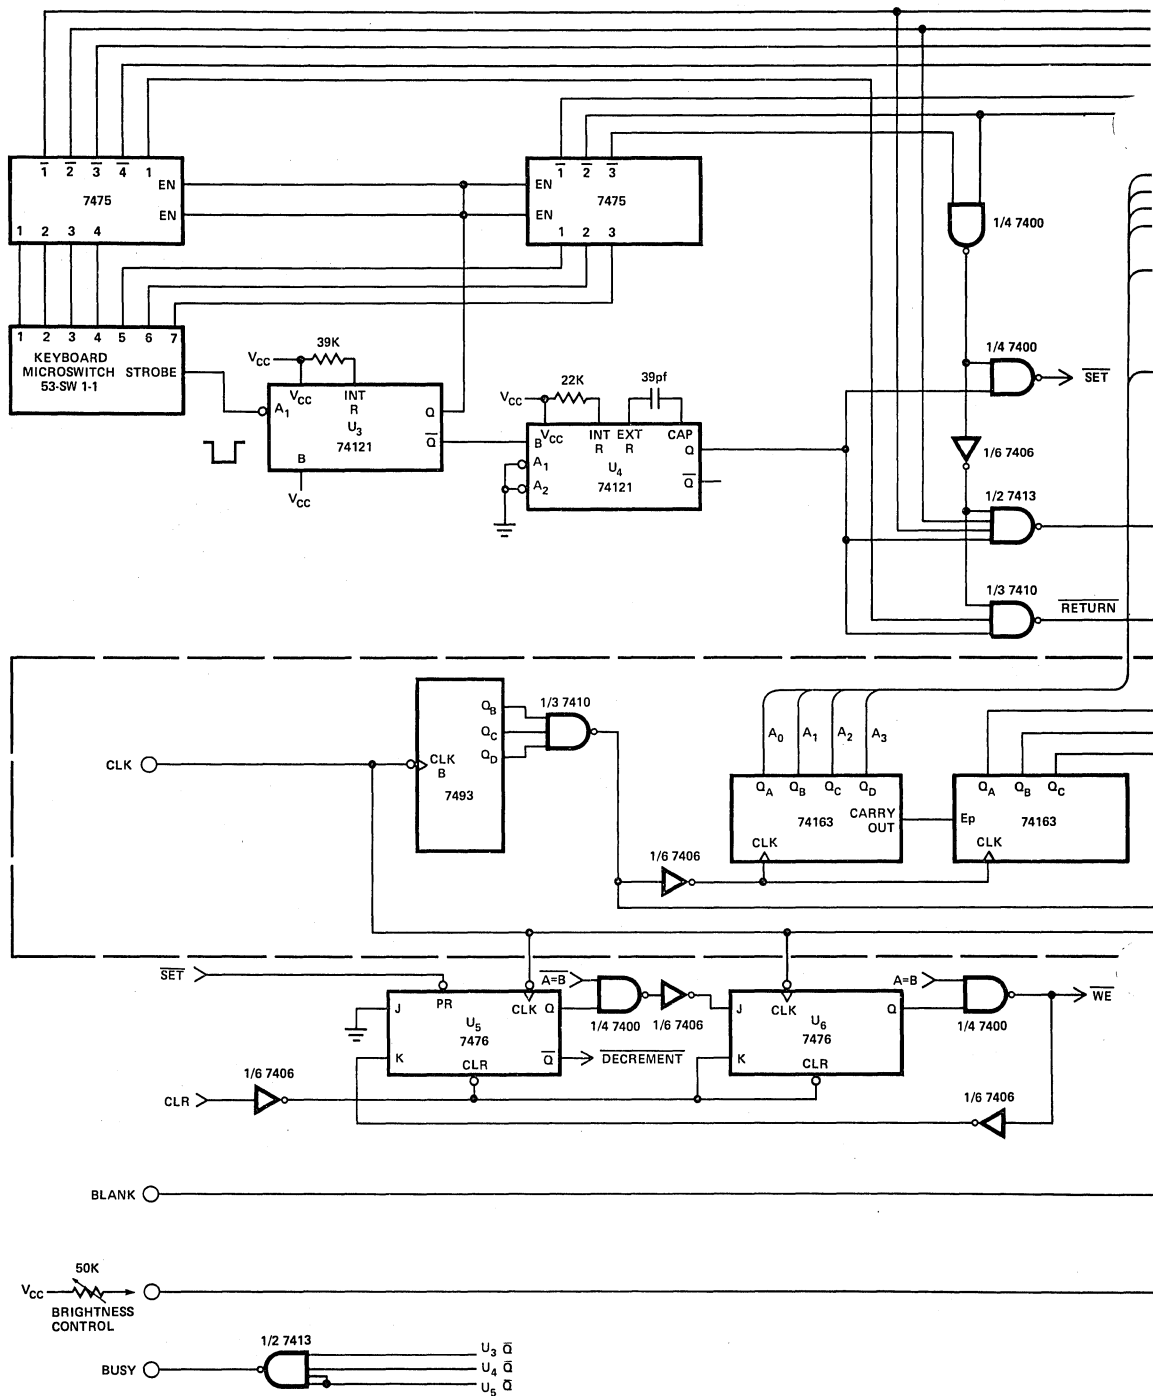 1̅ 2̅ 3̅ 4̅ 1
EN
7475
EN
1 2 3 4
1̅ 2̅ 3̅
EN
7475
EN
1 2 3
1/4 7400
1 2 3 4 5 6 7
KEYBOARD
MICROSWITCH STROBE
53-SW 1-1
39K
VCC
VCC INT
R
A1
U3
74121
Q
Q̅
B
VCC
22K
39pf
VCC
VCC INT EXT CAP
R R
B
A1
A2
U4
74121
Q
Q̅
1/4 7400
S̅E̅T̅
1/6 7406
1/2 7413
1/3 7410
R̅E̅T̅U̅R̅N̅
CLK
QB
QC
QD
CLK
B
7493
1/3 7410
A0 A1 A2 A3
QA QB QC QD
74163
CARRY
OUT
CLK
QA QB QC
Ep
74163
CLK
1/6 7406
S̅E̅T̅
PR
J
CLK Q
U5
7476
K
Q̅
CLR
A̅=̅B̅
1/4 7400
1/6 7406
D̅E̅C̅R̅E̅M̅E̅N̅T̅
J
CLK
U6
7476
Q
K
CLR
A=B
1/4 7400
W̅E̅
1/6 7406
CLR
1/6 7406
BLANK
50K
VCC
BRIGHTNESS
CONTROL
1/2 7413
BUSY
U3 Q̅
U4 Q̅
U5 Q̅